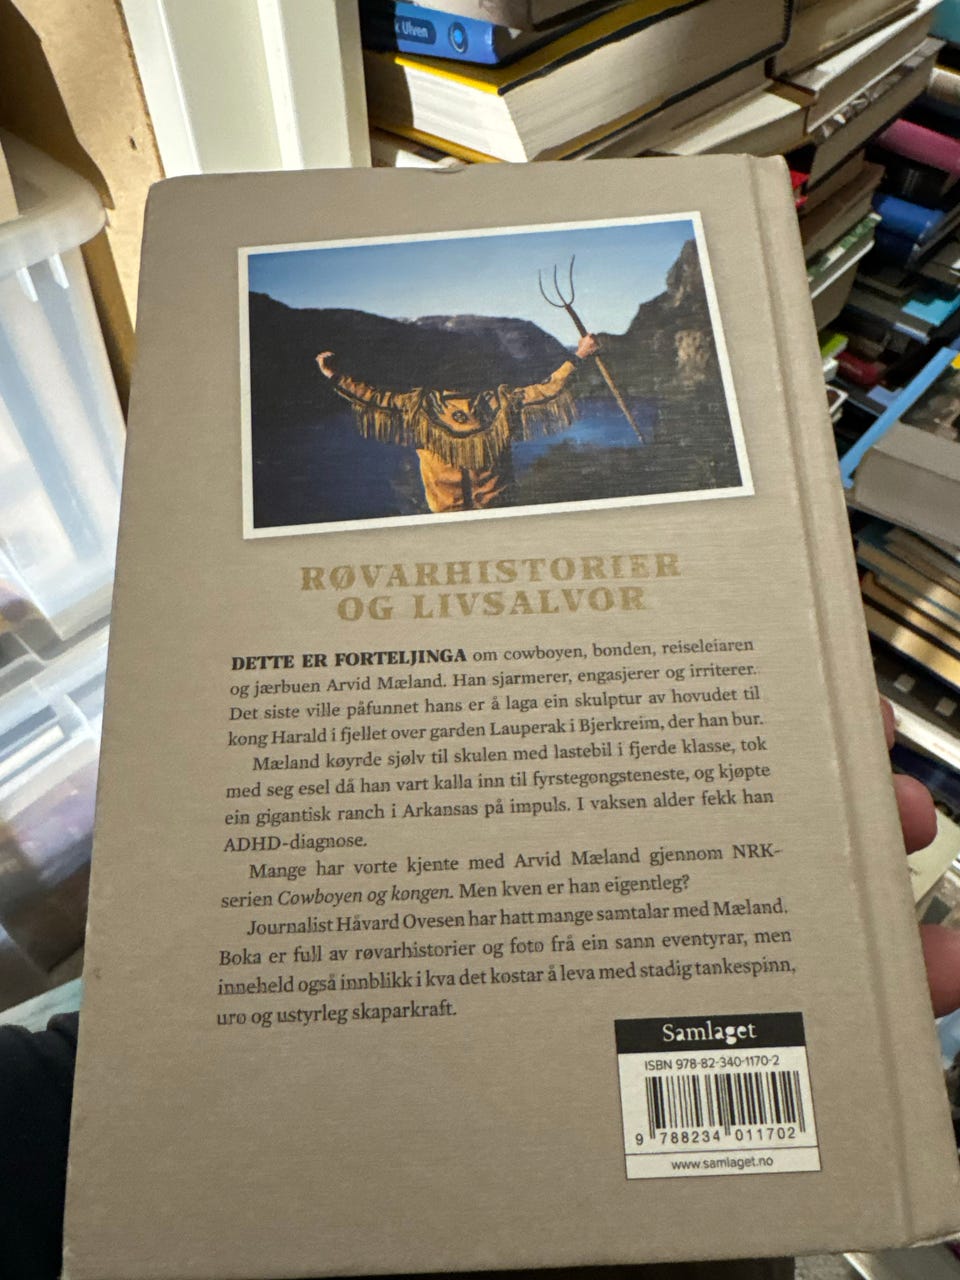 k Ulven
RØVARHISTORIER
OG LIVSALVOR
DETTE ER FORTELJINGA om cowboyen, bonden, reiseleiaren
og jærbuen Arvid Mæland. Han sjarmerer, engasjerer og irriterer.
Det siste ville påfunnet hans er å laga ein skulptur av hovudet til
kong Harald i fjellet over garden Lauperak i Bjerkreim, der han bur.
Mæland køyrde sjølv til skulen med lastebil i fjerde klasse, tok
med seg esel då han vart kalla inn til fyrstegongsteneste, og kjøpte
ein gigantisk ranch i Arkansas på impuls. I vaksen alder fekk han
ADHD-diagnose.
Mange har vorte kjente med Arvid Mæland gjennom NRK-
serien Cowboyen og kongen. Men kven er han eigentleg?
Journalist Håvard Ovesen har hatt mange samtalar med Mæland.
Boka er full av røvarhistorier og foto frå ein sann eventyrar, men
inneheld også innblikk i kva det kostar å leva med stadig tankespinn,
uro og ustyrleg skaparkraft.
Samlaget
ISBN 978-82-340-1170-2
9 788234 011702
www.samlaget.no